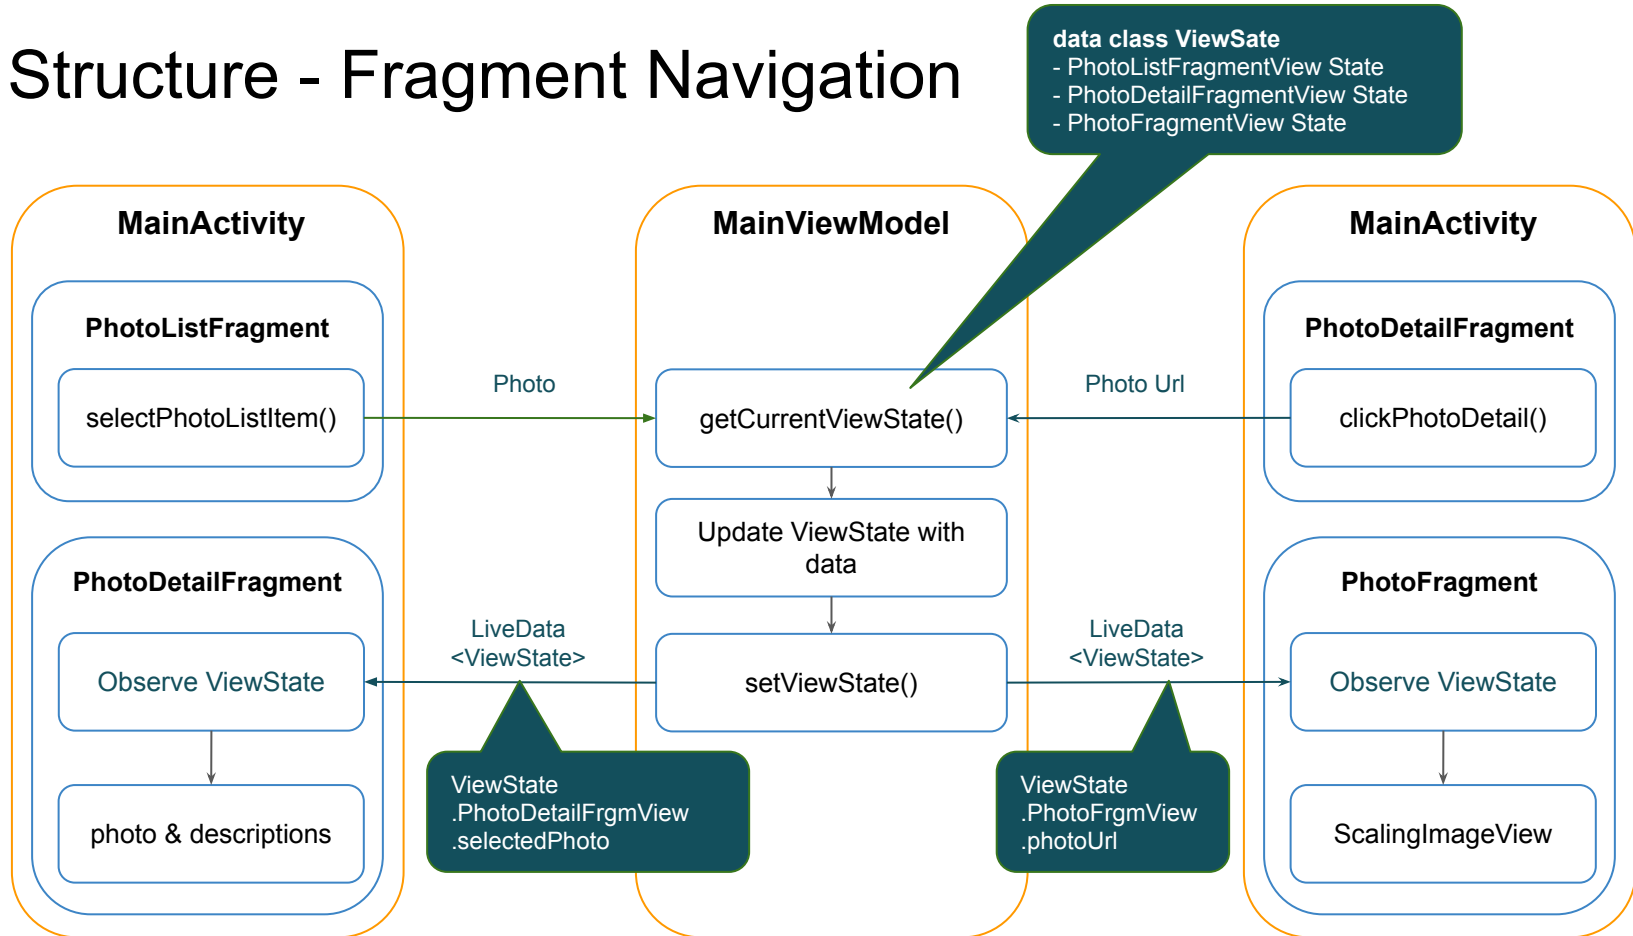 Structure - Fragment Navigation
data class ViewSate
- PhotoListFragmentView State
- PhotoDetailFragmentView State
- PhotoFragmentView State
MainActivity
PhotoListFragment
selectPhotoListItem()
PhotoDetailFragment
Observe ViewState
photo & descriptions
Photo
LiveData
<ViewState>
ViewState
.PhotoDetailFrgmView
.selectedPhoto
MainViewModel
getCurrentViewState()
Update ViewState with
data
setViewState()
Photo Url
LiveData
<ViewState>
ViewState
.PhotoFrgmView
.photoUrl
MainActivity
PhotoDetailFragment
clickPhotoDetail()
PhotoFragment
Observe ViewState
ScalingImageView